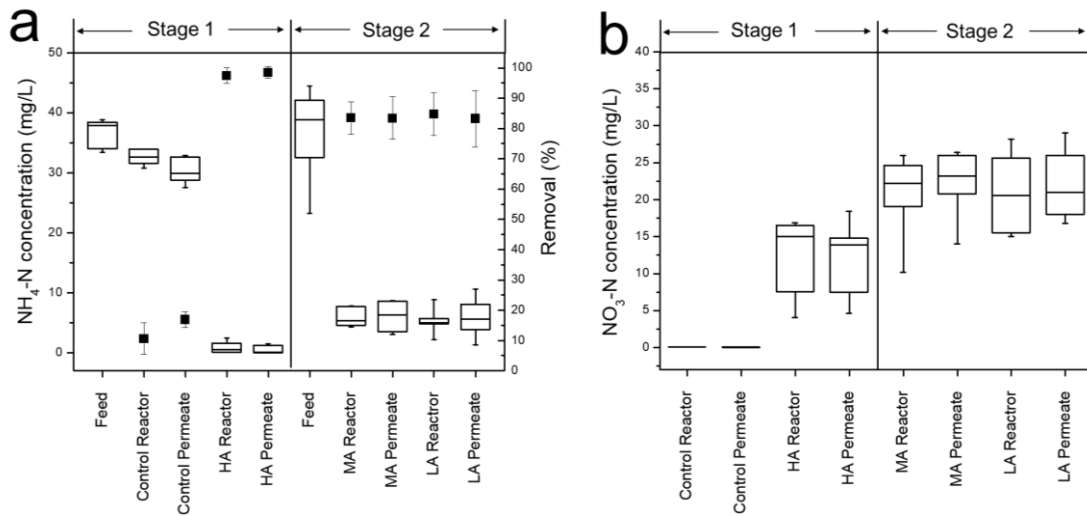 a
Stage 1
Stage 2
NH4-N concentration (mg/L)
50
40
30
20
10
0
Removal (%)
100
90
80
70
60
50
40
30
20
10
0
Feed
Control Reactor
Control Permeate
HA Reactor
HA Permeate
Feed
MA Reactor
MA Permeate
LA Reactror
LA Permeate
b
Stage 1
Stage 2
NO3-N concentration (mg/L)
40
35
30
25
20
15
10
5
0
Control Reactor
Control Permeate
HA Reactor
HA Permeate
MA Reactor
MA Permeate
LA Reactor
LA Permeate